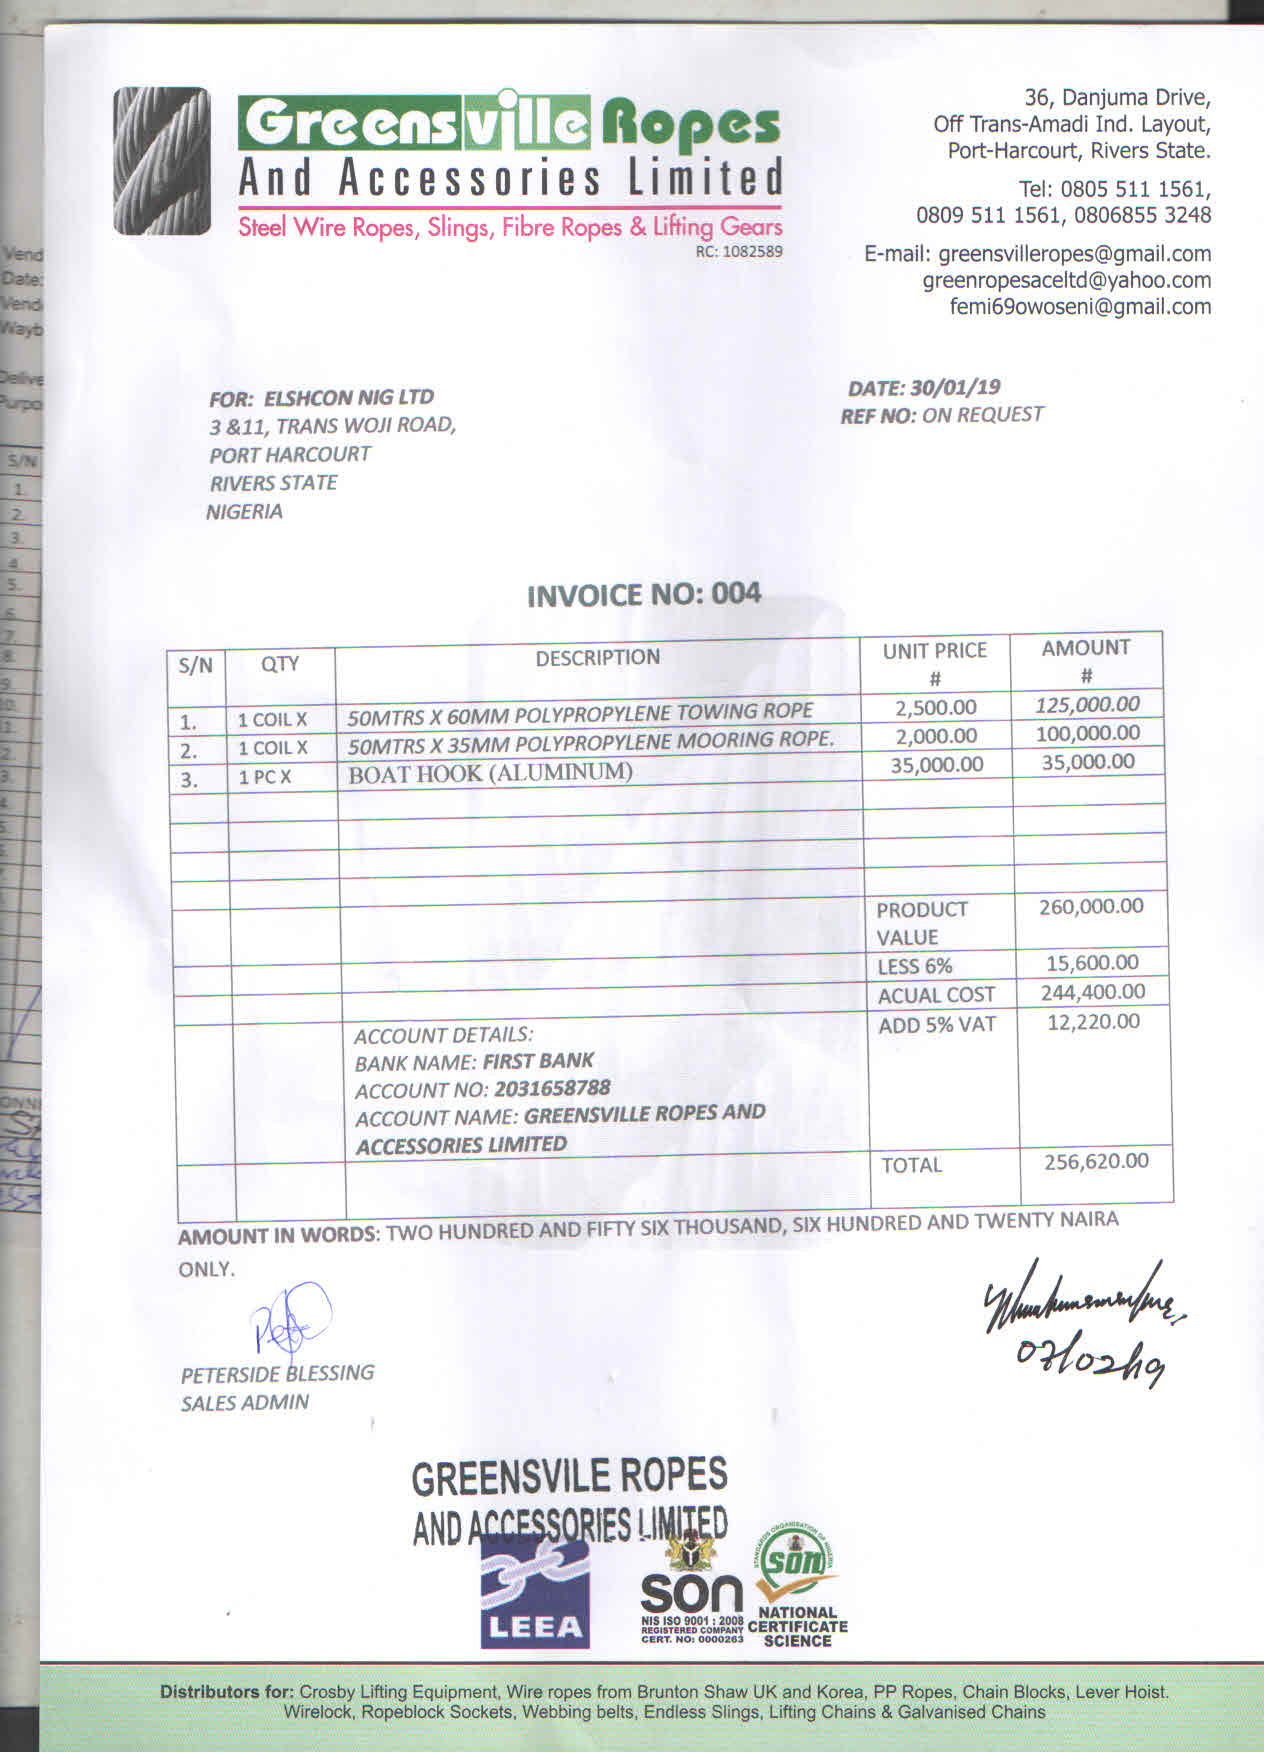 Greensville Ropes
And Accessories Limited
Steel Wire Ropes, Slings, Fibre Ropes & Lifting Gears
RC: 1082589
36, Danjuma Drive,
Off Trans-Amadi Ind. Layout,
Port-Harcourt, Rivers State.
Tel: 0805 511 1561,
0809 511 1561, 0806855 3248
E-mail: greensvilleropes@gmail.com
greenropesaceltd@yahoo.com
femi69owoseni@gmail.com
FOR: ELSHCON NIG LTD
3 &11, TRANS WOJI ROAD,
PORT HARCOURT
RIVERS STATE
NIGERIA
DATE: 30/01/19
REF NO: ON REQUEST
INVOICE NO: 004
S/N QTY DESCRIPTION UNIT PRICE # AMOUNT #
1. 1 COIL X 50MTRS X 60MM POLYPROPYLENE TOWING ROPE 2,500.00 125,000.00
2. 1 COIL X 50MTRS X 35MM POLYPROPYLENE MOORING ROPE. 2,000.00 100,000.00
3. 1 PC X BOAT HOOK (ALUMINUM) 35,000.00 35,000.00
PRODUCT VALUE 260,000.00
LESS 6% 15,600.00
ACUAL COST 244,400.00
ADD 5% VAT 12,220.00
ACCOUNT DETAILS:
BANK NAME: FIRST BANK
ACCOUNT NO: 2031658788
ACCOUNT NAME: GREENSVILLE ROPES AND
ACCESSORIES LIMITED
TOTAL 256,620.00
AMOUNT IN WORDS: TWO HUNDRED AND FIFTY SIX THOUSAND, SIX HUNDRED AND TWENTY NAIRA
ONLY.
PETERSIDE BLESSING
SALES ADMIN
GREENSVILE ROPES
AND ACCESSORIES LIMITED
LEEA
SON
NIS ISO 9001 : 2008
REGISTERED COMPANY
CERT. NO: 0000263
STANDARDS ORGANISATION OF NIGERIA
son
NATIONAL
CERTIFICATE
SCIENCE
Distributors for: Crosby Lifting Equipment, Wire ropes from Brunton Shaw UK and Korea, PP Ropes, Chain Blocks, Lever Hoist.
Wirelock, Ropeblock Sockets, Webbing belts, Endless Slings, Lifting Chains & Galvanised Chains